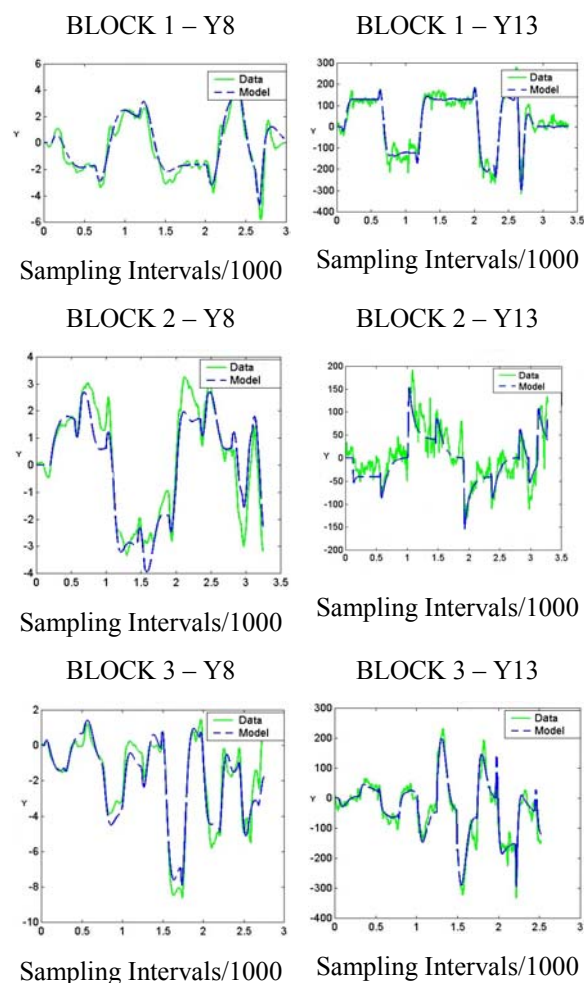 BLOCK 1 – Y8
BLOCK 1 – Y13
6
4
2
0
-2
-4
-6
Y
Data
Model
0 0.5 1 1.5 2 2.5 3
300
200
100
0
-100
-200
-300
-400
Y
Data
Model
0 0.5 1 1.5 2 2.5 3 3.5
Sampling Intervals/1000
Sampling Intervals/1000
BLOCK 2 – Y8
BLOCK 2 – Y13
4
3
2
1
0
-1
-2
-3
-4
Y
Data
Model
0 0.5 1 1.5 2 2.5 3 3.5
200
150
100
50
0
-50
-100
-150
-200
Y
Data
Model
0 0.5 1 1.5 2 2.5 3 3.5
Sampling Intervals/1000
Sampling Intervals/1000
BLOCK 3 – Y8
BLOCK 3 – Y13
2
0
-2
-4
-6
-8
-10
Y
Data
Model
0 0.5 1 1.5 2 2.5 3
300
200
100
0
-100
-200
-300
-400
Y
Data
Model
0 0.5 1 1.5 2 2.5 3
Sampling Intervals/1000
Sampling Intervals/1000